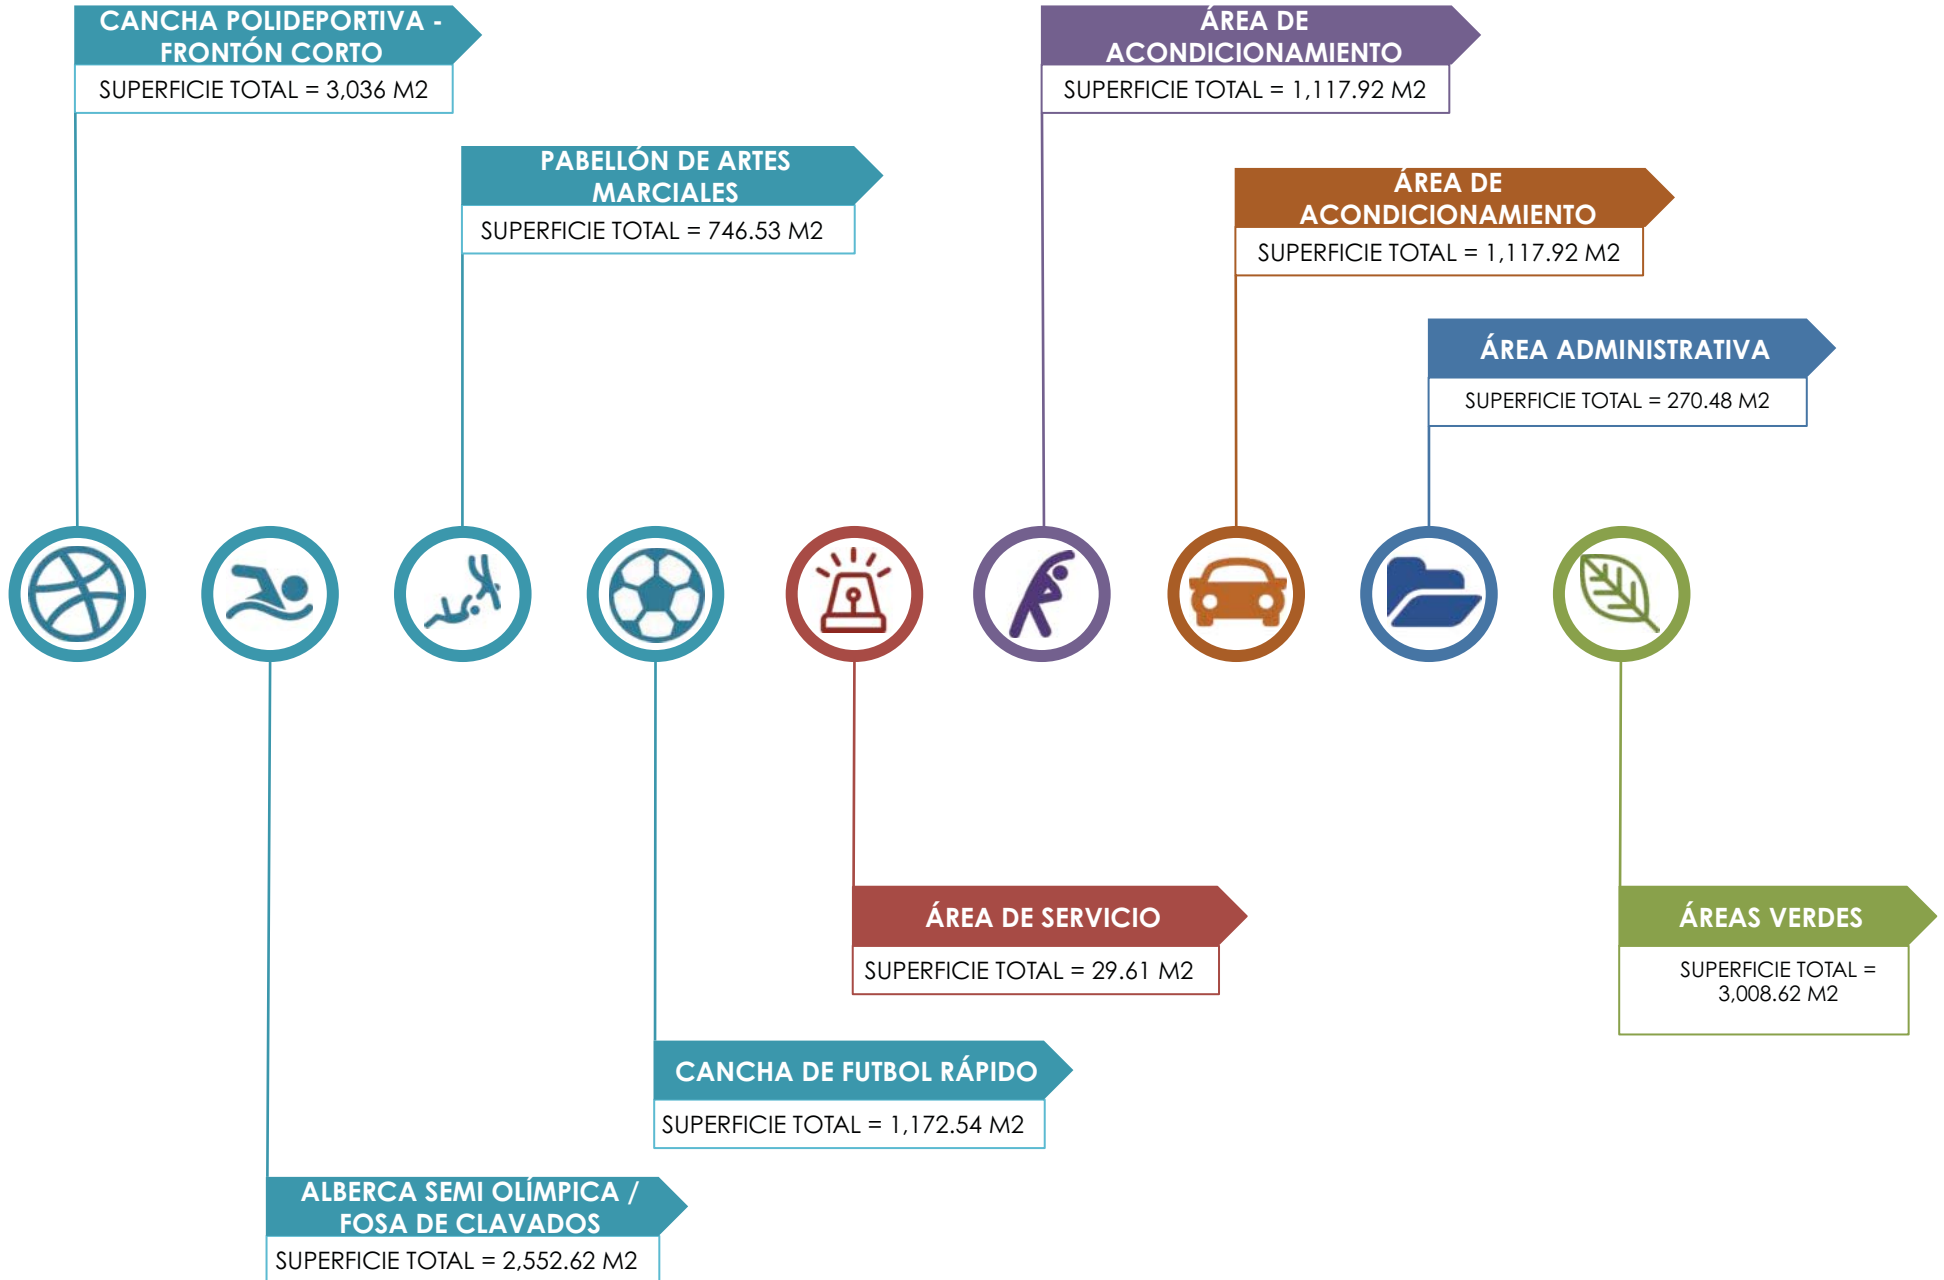 CANCHA POLIDEPORTIVA -
FRONTÓN CORTO
SUPERFICIE TOTAL = 3,036 M2
ÁREA DE
ACONDICIONAMIENTO
SUPERFICIE TOTAL = 1,117.92 M2
PABELLÓN DE ARTES
MARCIALES
SUPERFICIE TOTAL = 746.53 M2
ÁREA DE
ACONDICIONAMIENTO
SUPERFICIE TOTAL = 1,117.92 M2
ÁREA ADMINISTRATIVA
SUPERFICIE TOTAL = 270.48 M2
ÁREA DE SERVICIO
SUPERFICIE TOTAL = 29.61 M2
ÁREAS VERDES
SUPERFICIE TOTAL =
3,008.62 M2
CANCHA DE FUTBOL RÁPIDO
SUPERFICIE TOTAL = 1,172.54 M2
ALBERCA SEMI OLÍMPICA /
FOSA DE CLAVADOS
SUPERFICIE TOTAL = 2,552.62 M2